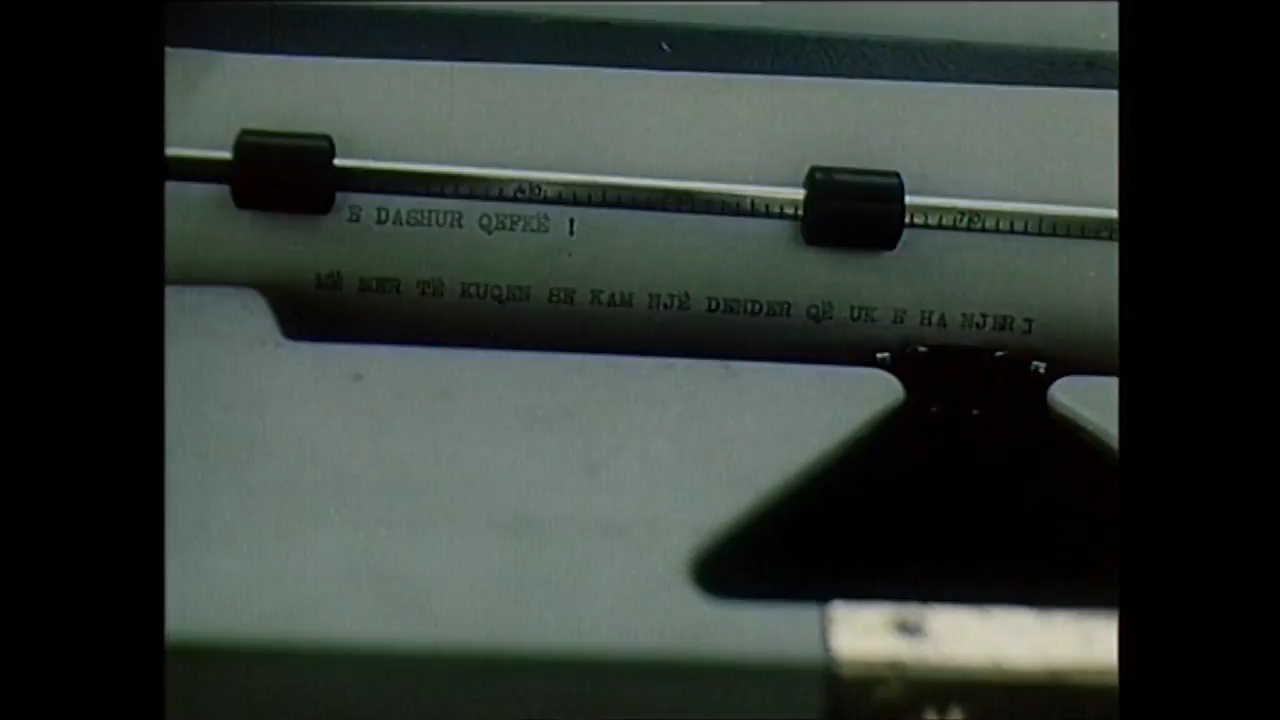 E DASHUR QEFKË !
MË MER TË KUQEN SE KAM NJË DENDER QË UK E HA NJERI